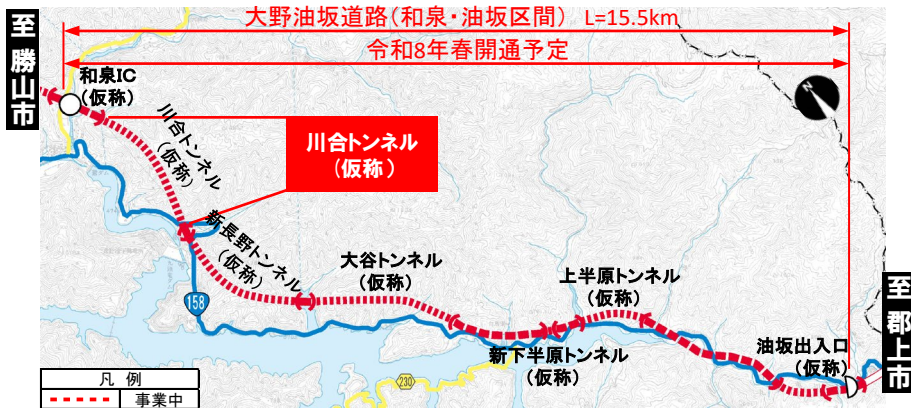 大野油坂道路(和泉・油坂区間) L=15.5km
令和8年春開通予定
至 勝山市
和泉IC
(仮称)
川合トンネル
(仮称)
川合トンネル
(仮称)
新長野トンネル
(仮称)
大谷トンネル
(仮称)
上半原トンネル
(仮称)
158
新下半原トンネル
(仮称)
230
油坂出入口
(仮称)
至 郡上市
凡 例
事業中